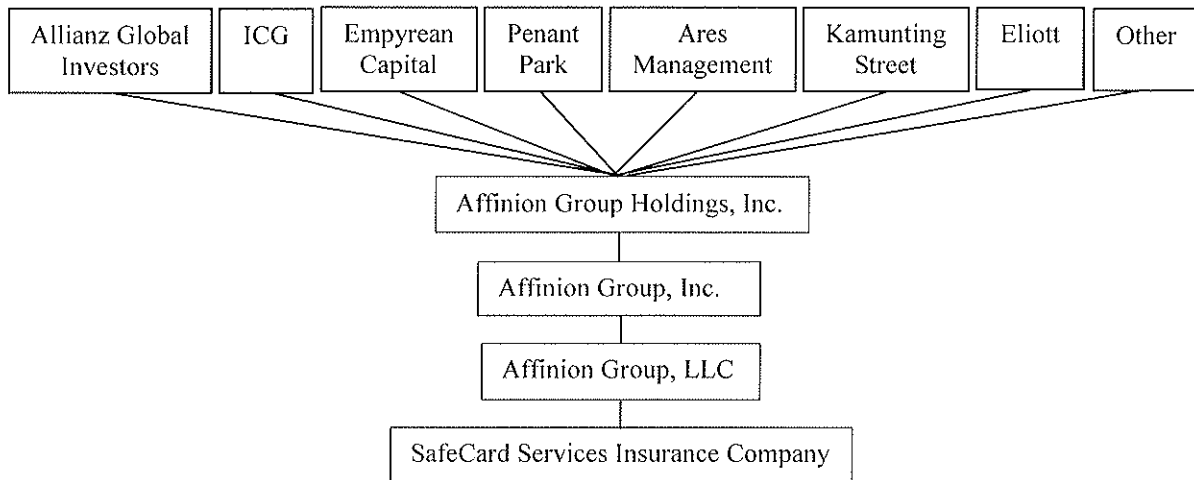 Allianz Global
Investors
ICG
Empyrean
Capital
Penant
Park
Ares
Management
Kamunting
Street
Eliott
Other
Affinion Group Holdings, Inc.
Affinion Group, Inc.
Affinion Group, LLC
SafeCard Services Insurance Company